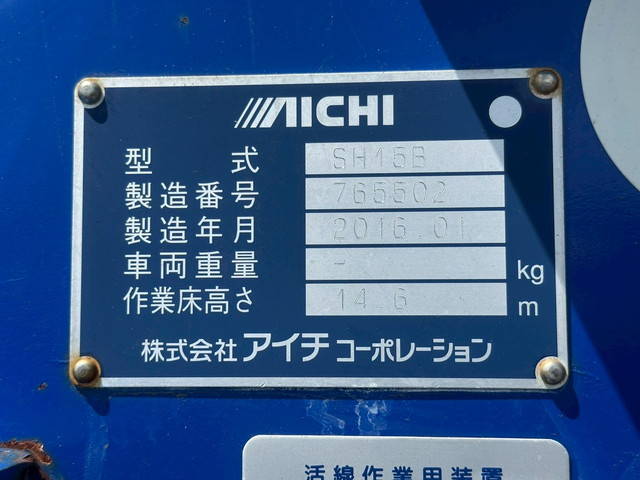 AICHI
型 式 SH15B
製造番号 765502
製造年月 2016.01
車両重量 - kg
作業床高さ 14.6 m
株式会社 アイチ コーポレーション
活線作業用装置